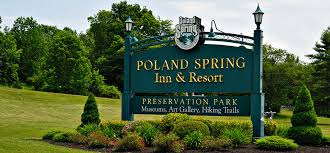 POLAND SPRING
Inn & Resort
PRESERVATION PARK
Museums, Art Gallery, Hiking Trails